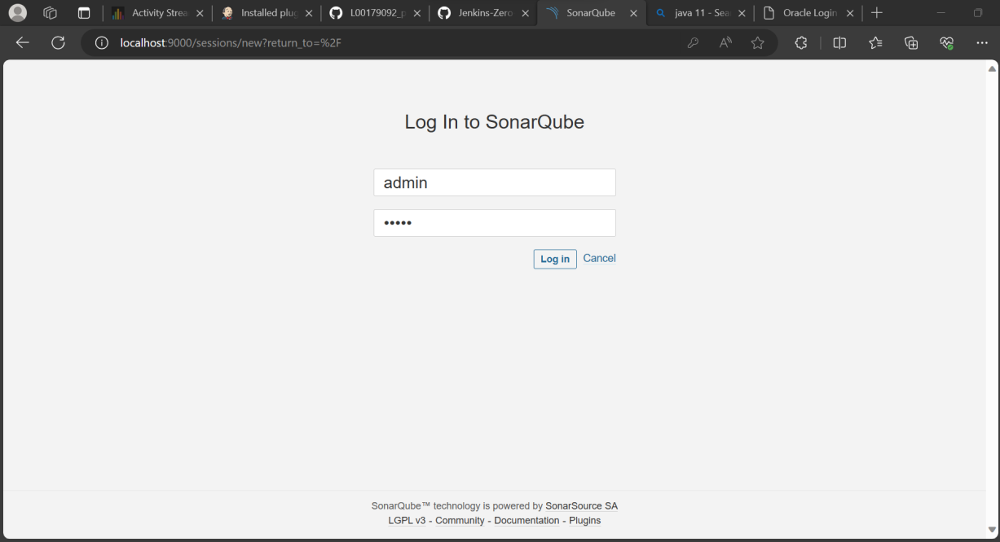 Activity Strea
Installed plug
L00179092_p
Jenkins-Zero
SonarQube
java 11 - Sea
Oracle Login
localhost:9000/sessions/new?return_to=%2F
Log In to SonarQube
admin
•••••
Log in Cancel
SonarQube™ technology is powered by SonarSource SA
LGPL v3 - Community - Documentation - Plugins